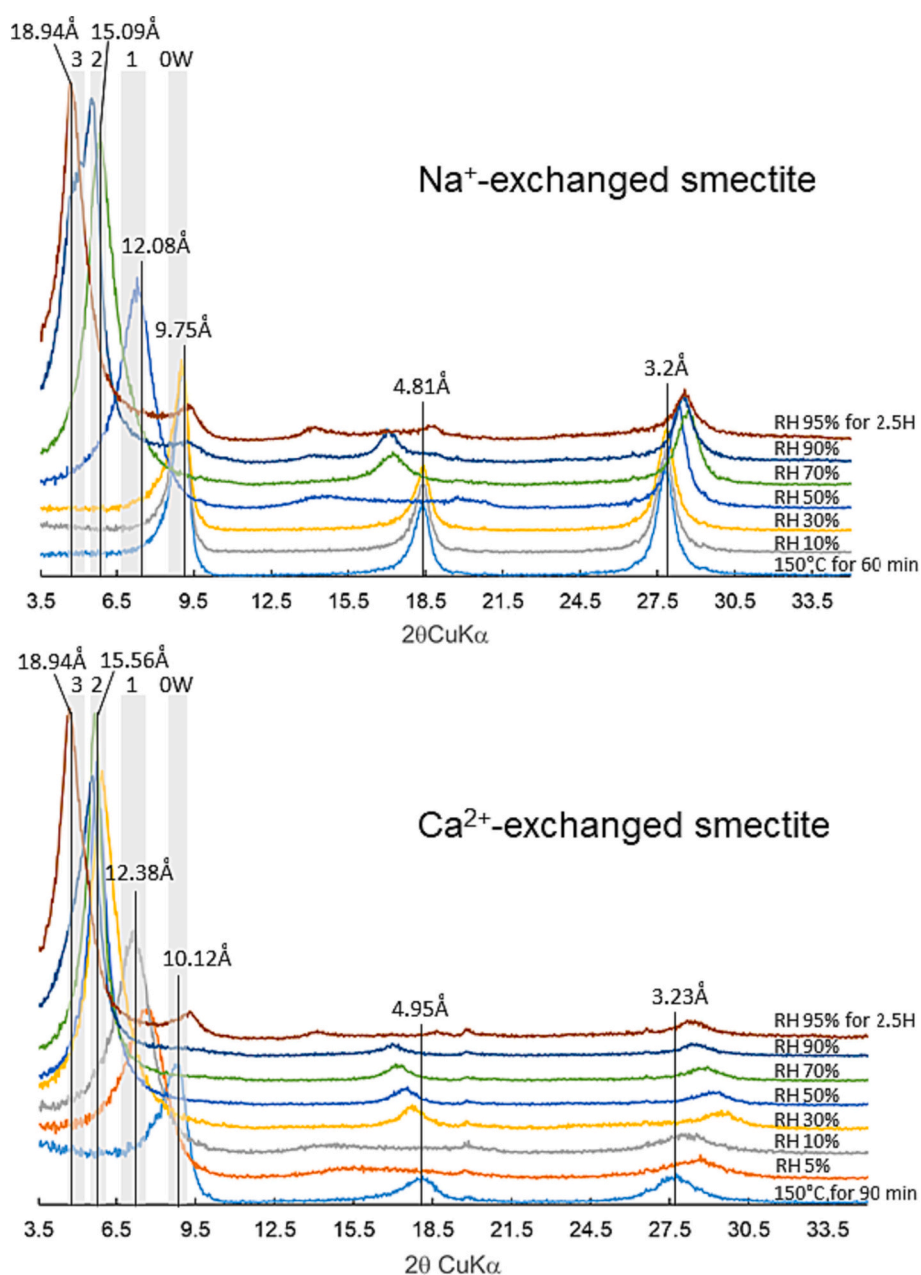 18.94Å 15.09Å
3 2 1 0W
Na⁺-exchanged smectite
12.08Å
9.75Å
4.81Å
3.2Å
RH 95% for 2.5H
RH 90%
RH 70%
RH 50%
RH 30%
RH 10%
150°C for 60 min
3.5 6.5 9.5 12.5 15.5 18.5 21.5 24.5 27.5 30.5 33.5
2θCuKα
18.94Å 15.56Å
3 2 1 0W
Ca²⁺-exchanged smectite
12.38Å
10.12Å
4.95Å
3.23Å
RH 95% for 2.5H
RH 90%
RH 70%
RH 50%
RH 30%
RH 10%
RH 5%
150°C for 90 min
3.5 6.5 9.5 12.5 15.5 18.5 21.5 24.5 27.5 30.5 33.5
2θ CuKα